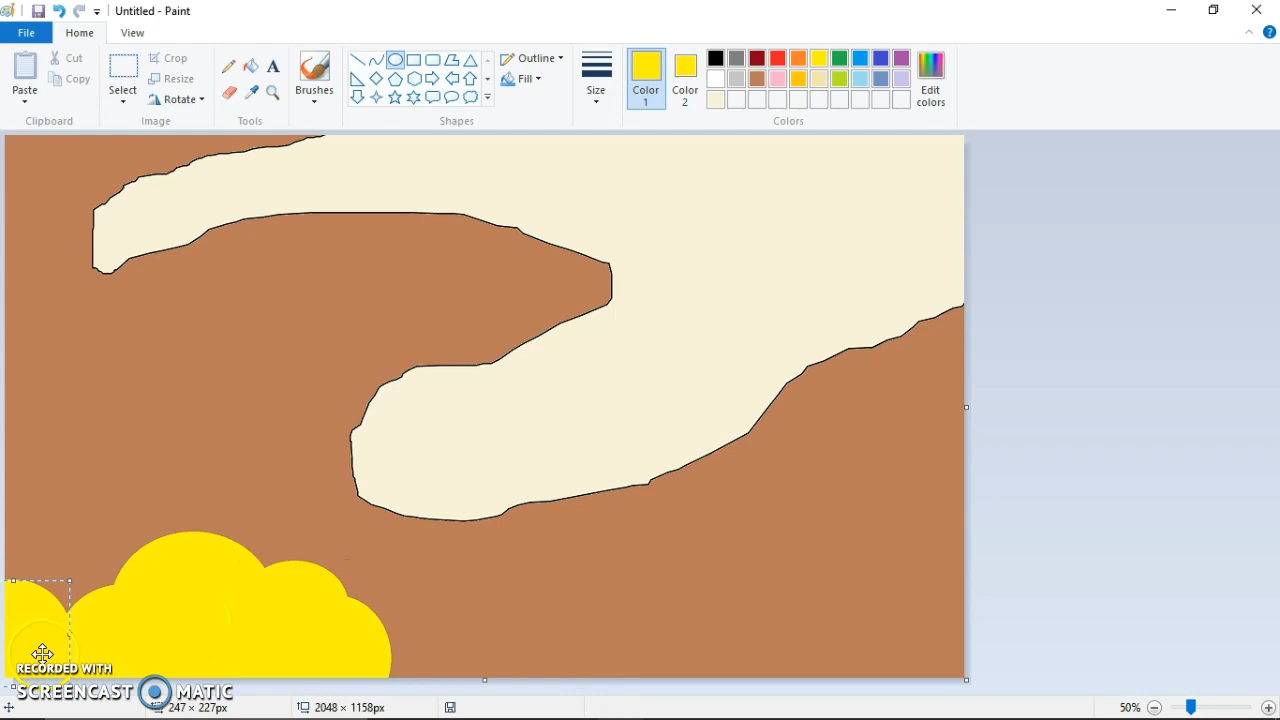 Untitled - Paint
File Home View
Paste Cut Copy Clipboard
Select Crop Resize Rotate Image
A Tools
Brushes
Outline Fill Shapes
Size
Color 1 Color 2 Edit colors Colors
RECORDED WITH
SCREENCAST MATIC
247 × 227px 2048 × 1158px 50%